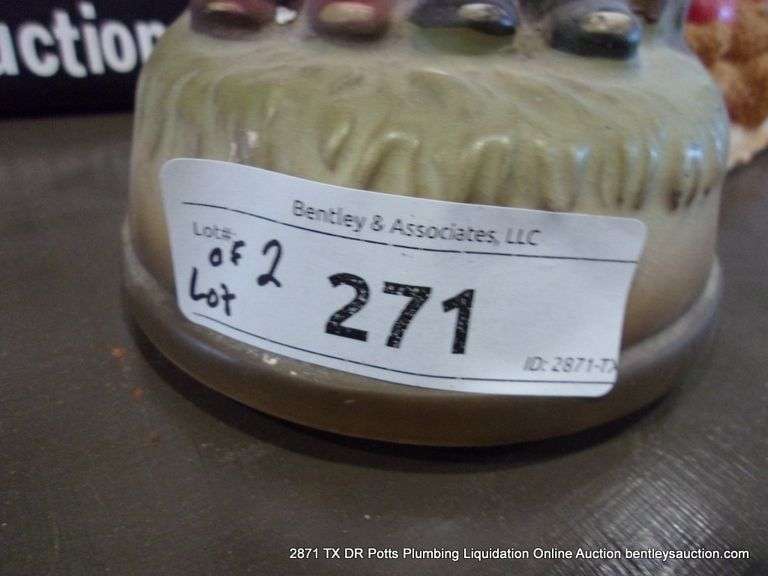 uction
Bentley & Associates, LLC
Lot#:
of 2
Lot
271
ID: 2871-TX
2871 TX DR Potts Plumbing Liquidation Online Auction bentleysauction.com